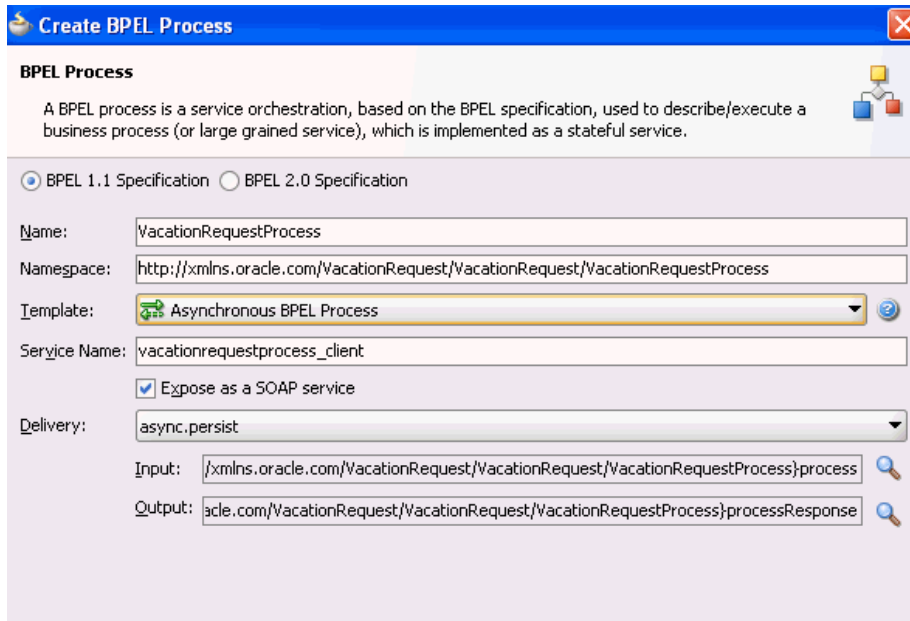 Create BPEL Process
BPEL Process
A BPEL process is a service orchestration, based on the BPEL specification, used to describe/execute a
business process (or large grained service), which is implemented as a stateful service.
BPEL 1.1 Specification BPEL 2.0 Specification
Name: VacationRequestProcess
Namespace: http://xmlns.oracle.com/VacationRequest/VacationRequest/VacationRequestProcess
Template: Asynchronous BPEL Process
Service Name: vacationrequestprocess_client
Expose as a SOAP service
Delivery: async.persist
Input: /xmlns.oracle.com/VacationRequest/VacationRequest/VacationRequestProcess}process
Output: acle.com/VacationRequest/VacationRequest/VacationRequestProcess}processResponse